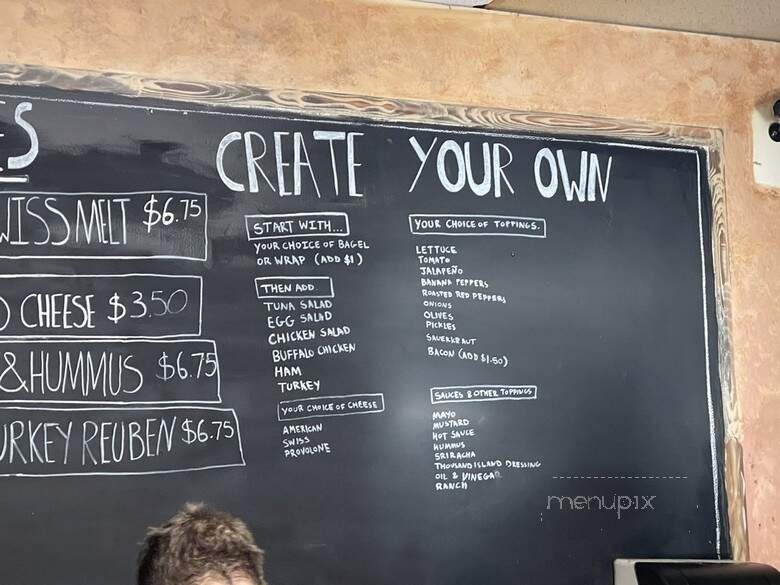 ES
WISS MELT $6.75
CHEESE $3.50
& HUMMUS $6.75
URKEY REUBEN $6.75
CREATE YOUR OWN
START WITH...
YOUR CHOICE OF BAGEL
OR WRAP (ADD $1)
THEN ADD.
TUNA SALAD
EGG SALAD
CHICKEN SALAD
BUFFALO CHICKEN
HAM
TURKEY
YOUR CHOICE OF CHEESE
AMERICAN
SWISS
PROVOLONE
YOUR CHOICE OF TOPPINGS.
LETTUCE
TOMATO
JALAPEÑO
BANANA PEPPERS
ROASTED RED PEPPERS
ONIONS
OLIVES
PICKLES
SAUERKRAUT
BACON (ADD $1.50)
SAUCES & OTHER TOPPINGS
MAYO
MUSTARD
HOT SAUCE
HUMMUS
SRIRACHA
THOUSAND ISLAND DRESSING
OIL & VINEGAR
RANCH
menupix